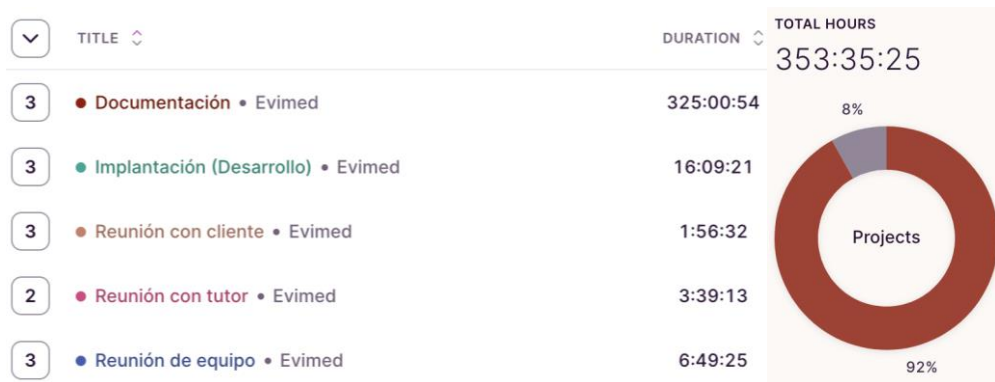 TITLE DURATION
3 Documentación • Evimed 325:00:54
3 Implantación (Desarrollo) • Evimed 16:09:21
3 Reunión con cliente • Evimed 1:56:32
2 Reunión con tutor • Evimed 3:39:13
3 Reunión de equipo • Evimed 6:49:25
TOTAL HOURS
353:35:25
8%
Projects
92%